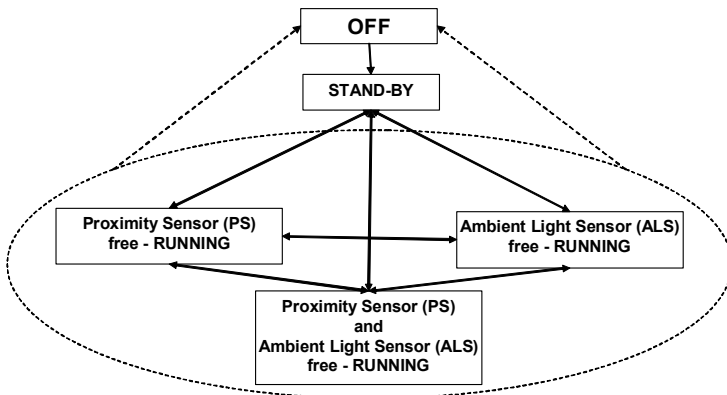 OFF
STAND-BY
Proximity Sensor (PS)
free - RUNNING
Ambient Light Sensor (ALS)
free - RUNNING
Proximity Sensor (PS)
and
Ambient Light Sensor (ALS)
free - RUNNING